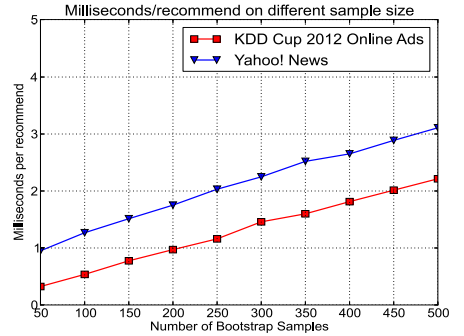 Milliseconds/recommend on different sample size
KDD Cup 2012 Online Ads
Yahoo! News
Milliseconds per recommend
5
4
3
2
1
0
50 100 150 200 250 300 350 400 450 500
Number of Bootstrap Samples